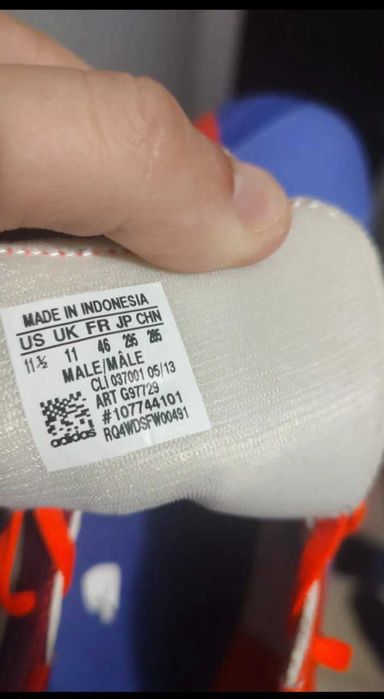 MADE IN INDONESIA
US UK FR JP CHN
11½ 11 46 295 285
MALE/MÂLE
CLI 037001 05/13
ART G97729
#107744101
RQ4WDSFW00491
adidas